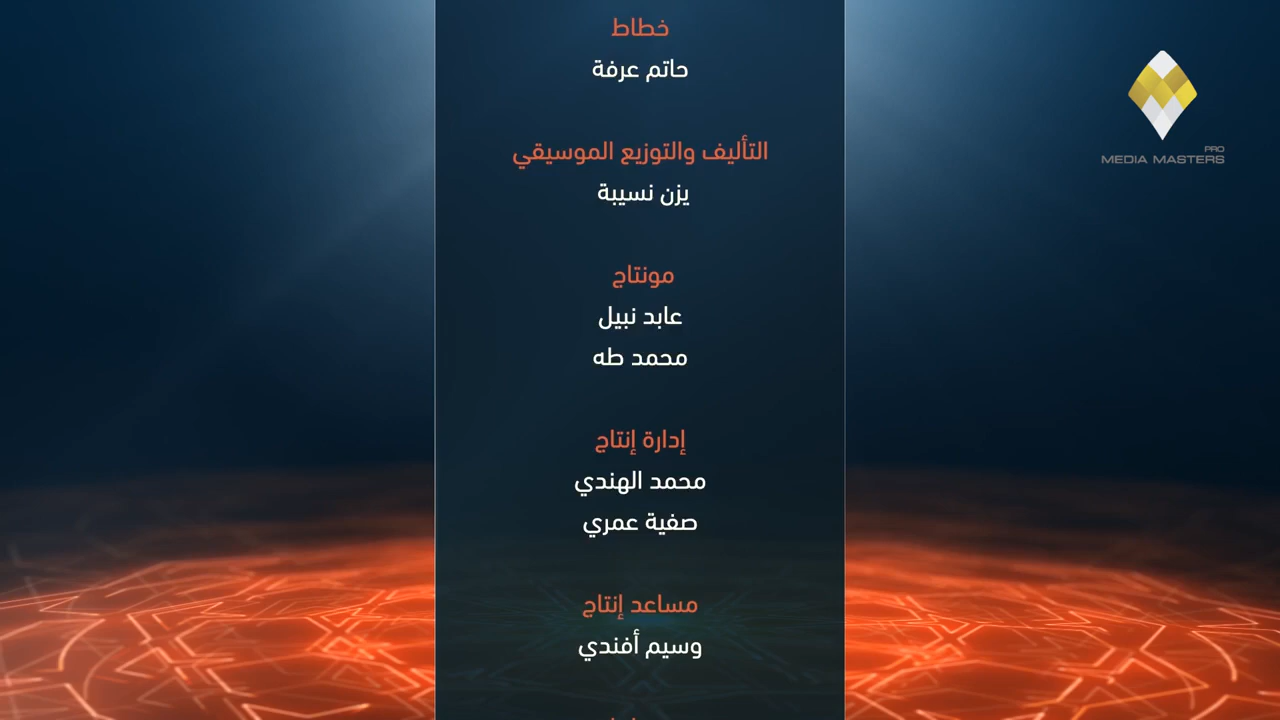 خطاط
حاتم عرفة
التأليف والتوزيع الموسيقي
يزن نسيبة
مونتاج
عابد نبيل
محمد طه
إدارة إنتاج
محمد الهندي
صفية عمري
مساعد إنتاج
وسيم أفندي
PRO
MEDIA MASTERS